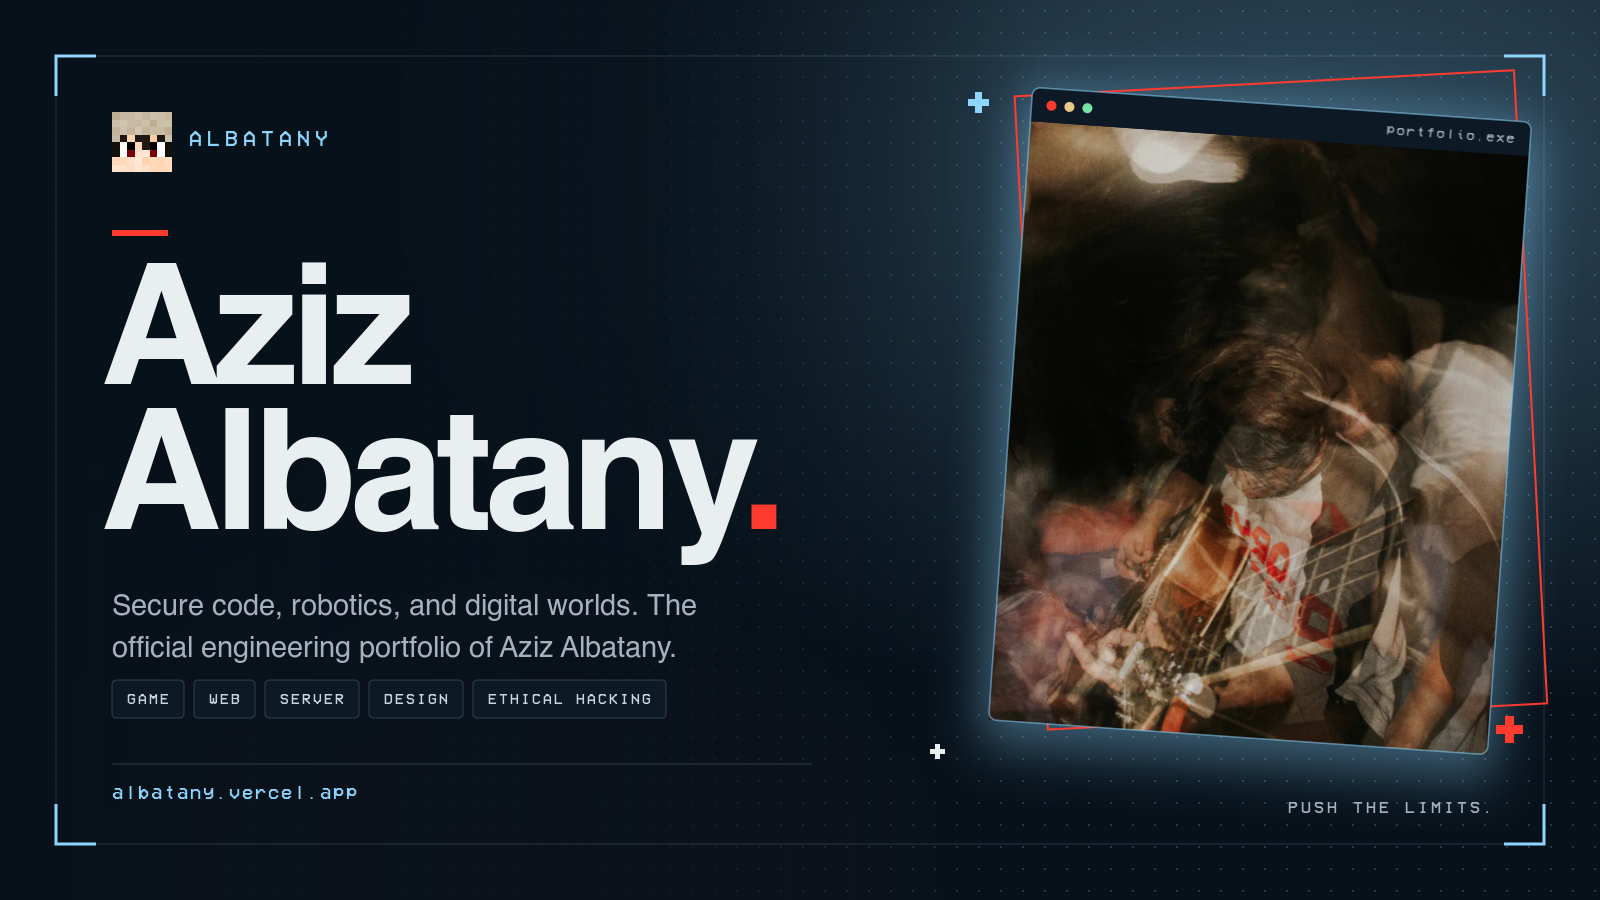 ALBATANY
Aziz
Albatany.
Secure code, robotics, and digital worlds. The
official engineering portfolio of Aziz Albatany.
GAME WEB SERVER DESIGN ETHICAL HACKING
albatany.vercel.app
portfolio.exe
PUSH THE LIMITS.